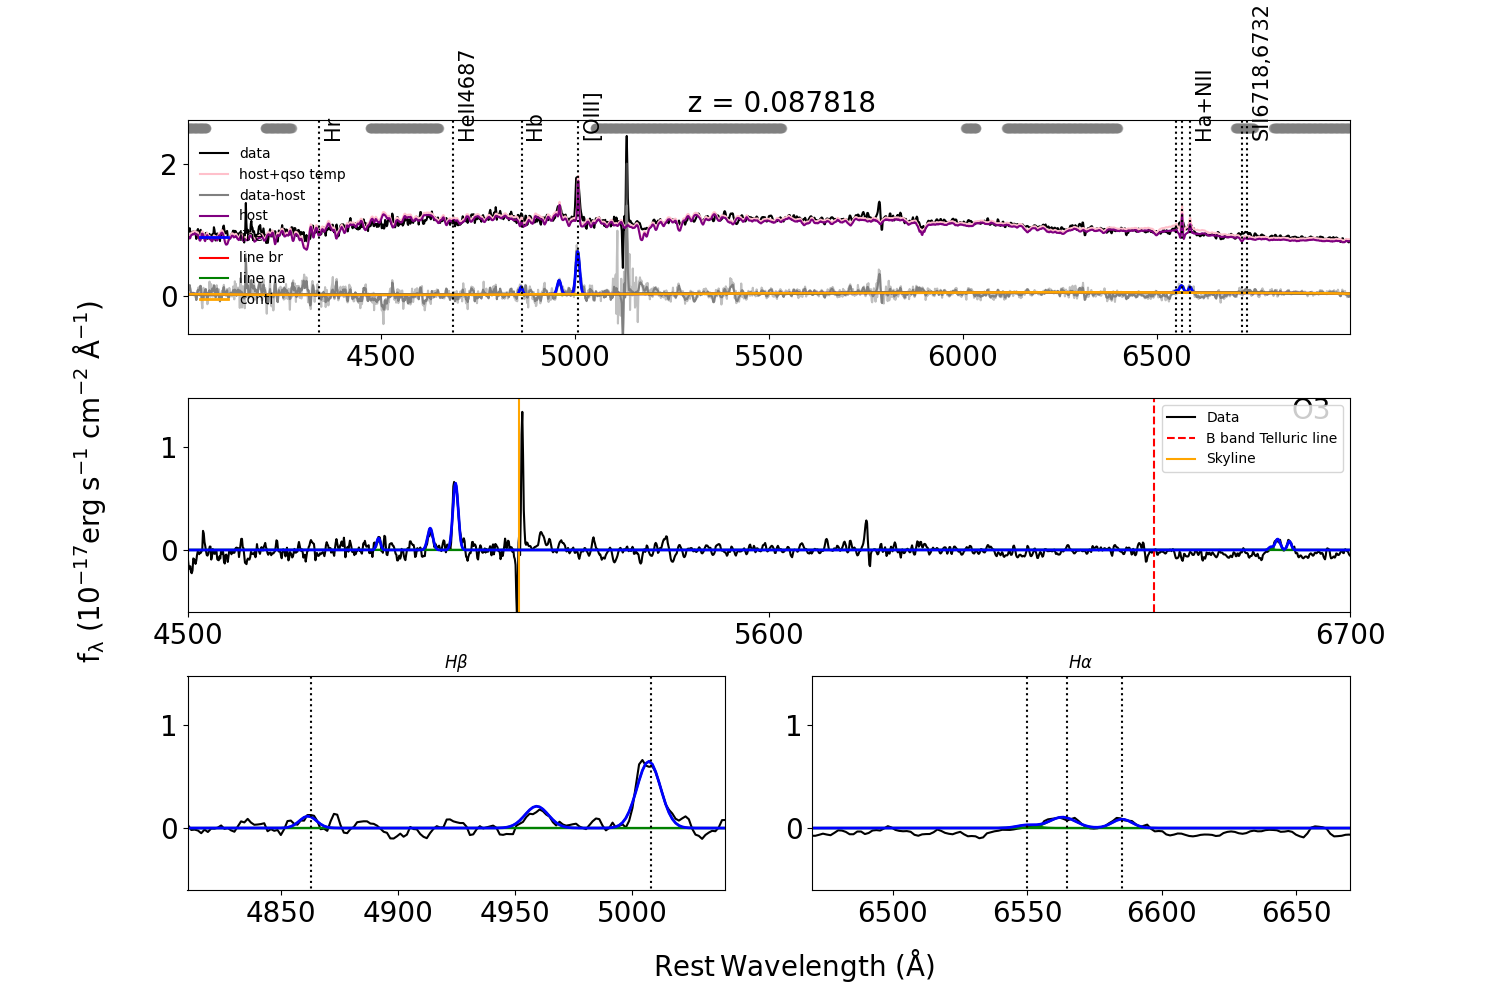 z = 0.087818
Hr
HeII4687
Hb
[OIII]
Ha+NII
SII6718,6732
data
host+qso temp
data-host
host
line br
line na
conti
2
0
4500 5000 5500 6000 6500
fλ (10−17erg s−1 cm−2 Å−1)
O3
Data
B band Telluric line
Skyline
1
0
4500 5600 6700
Hβ
1
0
4850 4900 4950 5000
Hα
1
0
6500 6550 6600 6650
Rest Wavelength (Å)